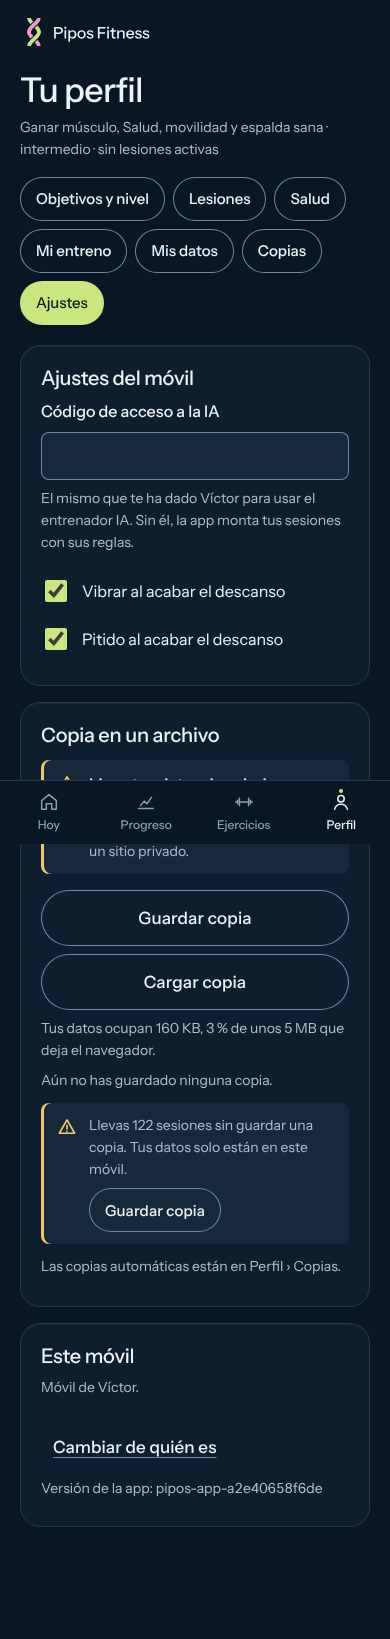 Pipos Fitness
Tu perfil
Ganar músculo, Salud, movilidad y espalda sana ·
intermedio · sin lesiones activas
Objetivos y nivel
Lesiones
Salud
Mi entreno
Mis datos
Copias
Ajustes
Ajustes del móvil
Código de acceso a la IA
El mismo que te ha dado Víctor para usar el
entrenador IA. Sin él, la app monta tus sesiones
con sus reglas.
Vibrar al acabar el descanso
Pitido al acabar el descanso
Copia en un archivo
Hoy
Progreso
Ejercicios
Perfil
un sitio privado.
Guardar copia
Cargar copia
Tus datos ocupan 160 KB, 3 % de unos 5 MB que
deja el navegador.
Aún no has guardado ninguna copia.
Llevas 122 sesiones sin guardar una
copia. Tus datos solo están en este
móvil.
Guardar copia
Las copias automáticas están en Perfil › Copias.
Este móvil
Móvil de Víctor.
Cambiar de quién es
Versión de la app: pipos-app-a2e40658f6de